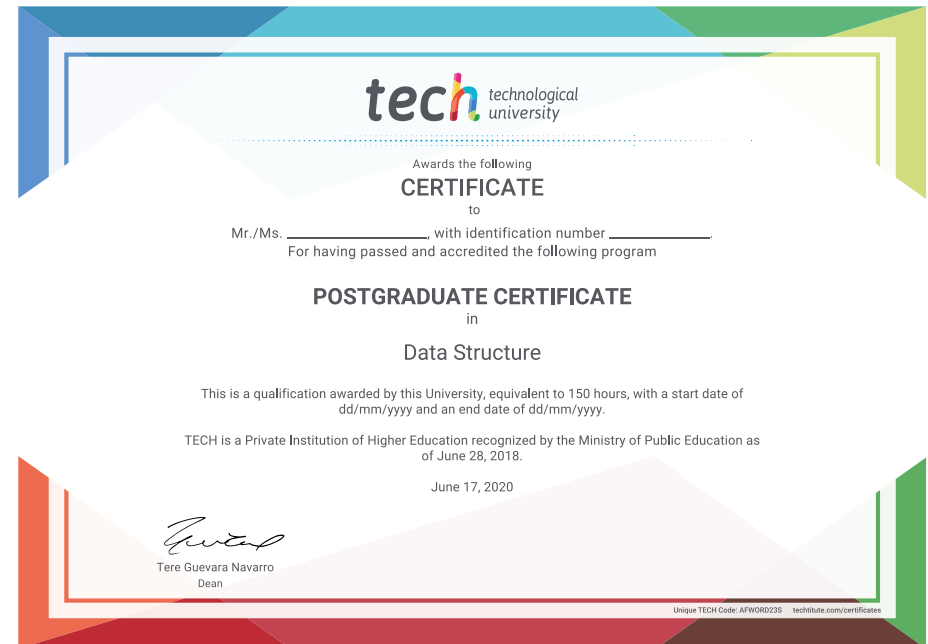 tech technological
university
Awards the following
CERTIFICATE
to
Mr./Ms. ____________, with identification number ____________.
For having passed and accredited the following program
POSTGRADUATE CERTIFICATE
in
Data Structure
This is a qualification awarded by this University, equivalent to 150 hours, with a start date of
dd/mm/yyyy and an end date of dd/mm/yyyy.
TECH is a Private Institution of Higher Education recognized by the Ministry of Public Education as
of June 28, 2018.
June 17, 2020
Tere Guevara Navarro
Dean
Unique TECH Code: AFWORD23S techtitute.com/certificates